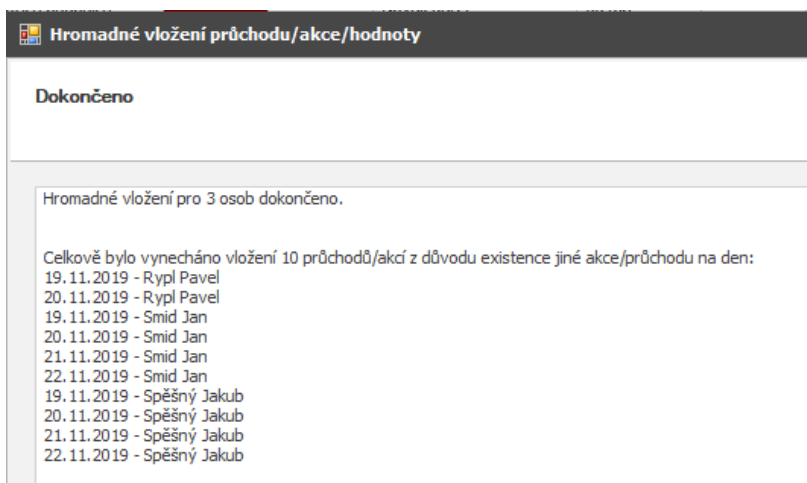 Hromadné vložení průchodu/akce/hodnoty
Dokončeno
Hromadné vložení pro 3 osob dokončeno.
Celkově bylo vynecháno vložení 10 průchodů/akcí z důvodu existence jiné akce/průchodu na den:
19.11.2019 - Rypl Pavel
20.11.2019 - Rypl Pavel
19.11.2019 - Smid Jan
20.11.2019 - Smid Jan
21.11.2019 - Smid Jan
22.11.2019 - Smid Jan
19.11.2019 - Spěšný Jakub
20.11.2019 - Spěšný Jakub
21.11.2019 - Spěšný Jakub
22.11.2019 - Spěšný Jakub